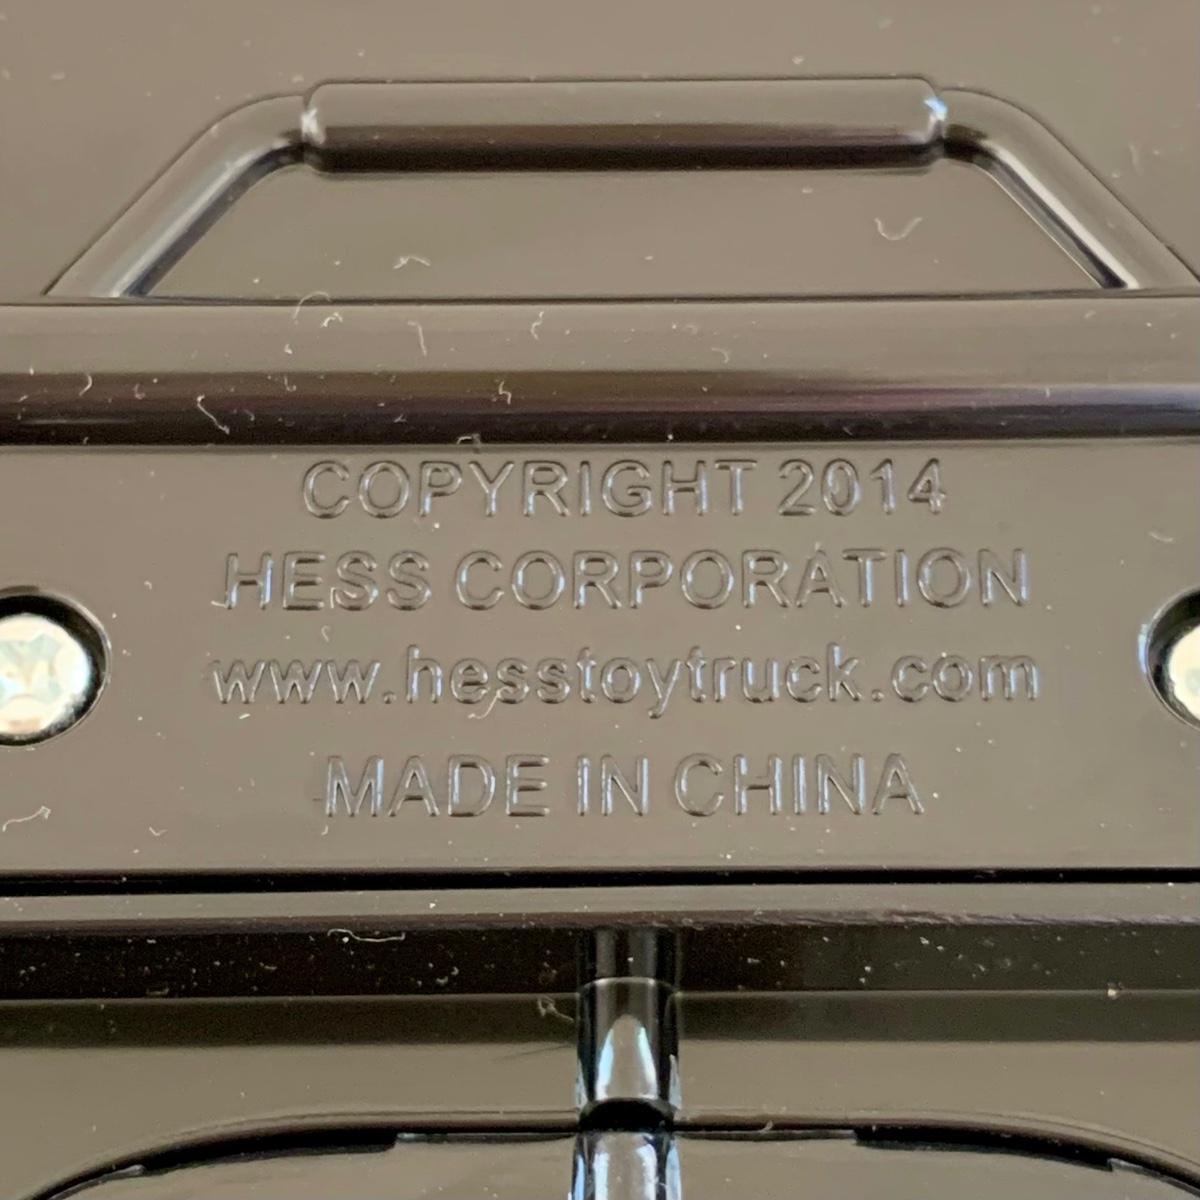 COPYRIGHT 2014
HESS CORPORATION
www.hesstoytruck.com
MADE IN CHINA